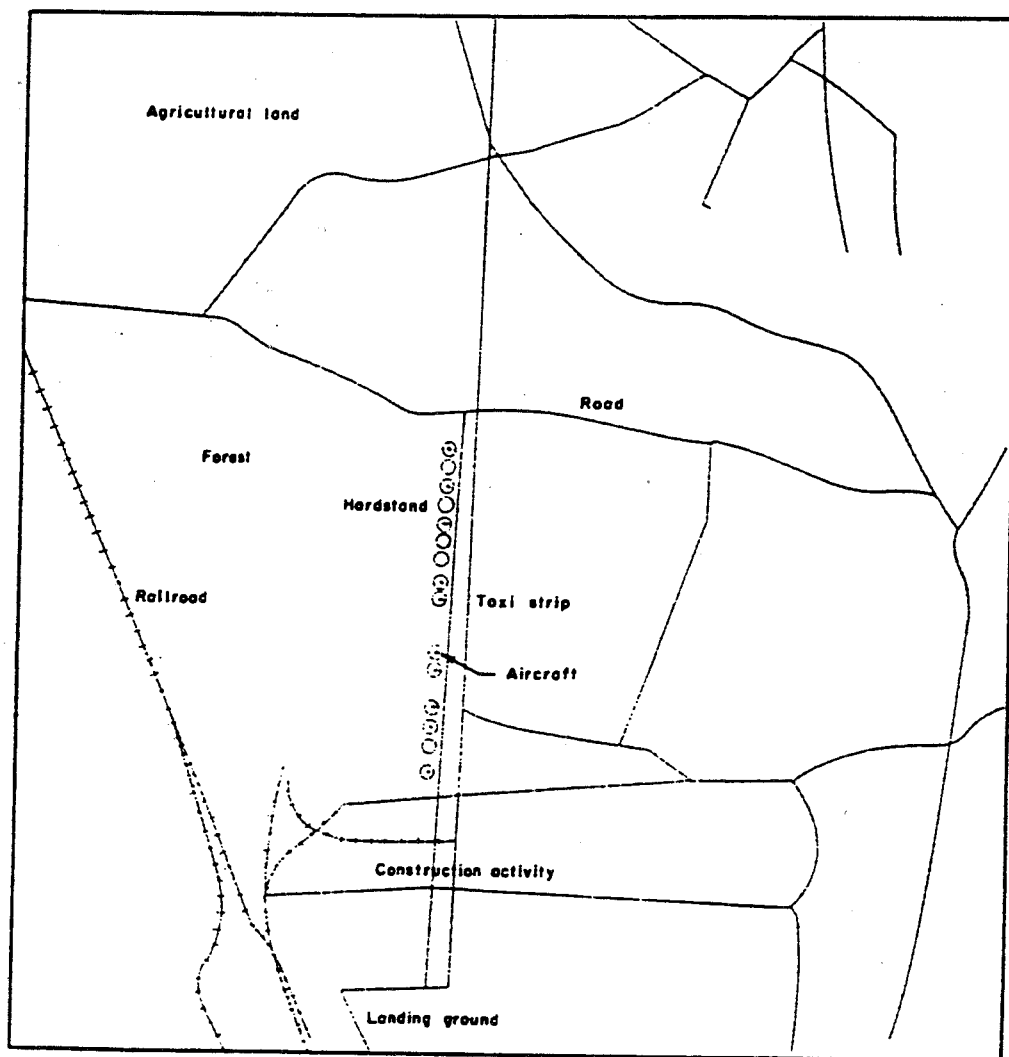 Agricultural land
Road
Forest
Hardstand
Railroad
Taxi strip
Aircraft
Construction activity
Landing ground